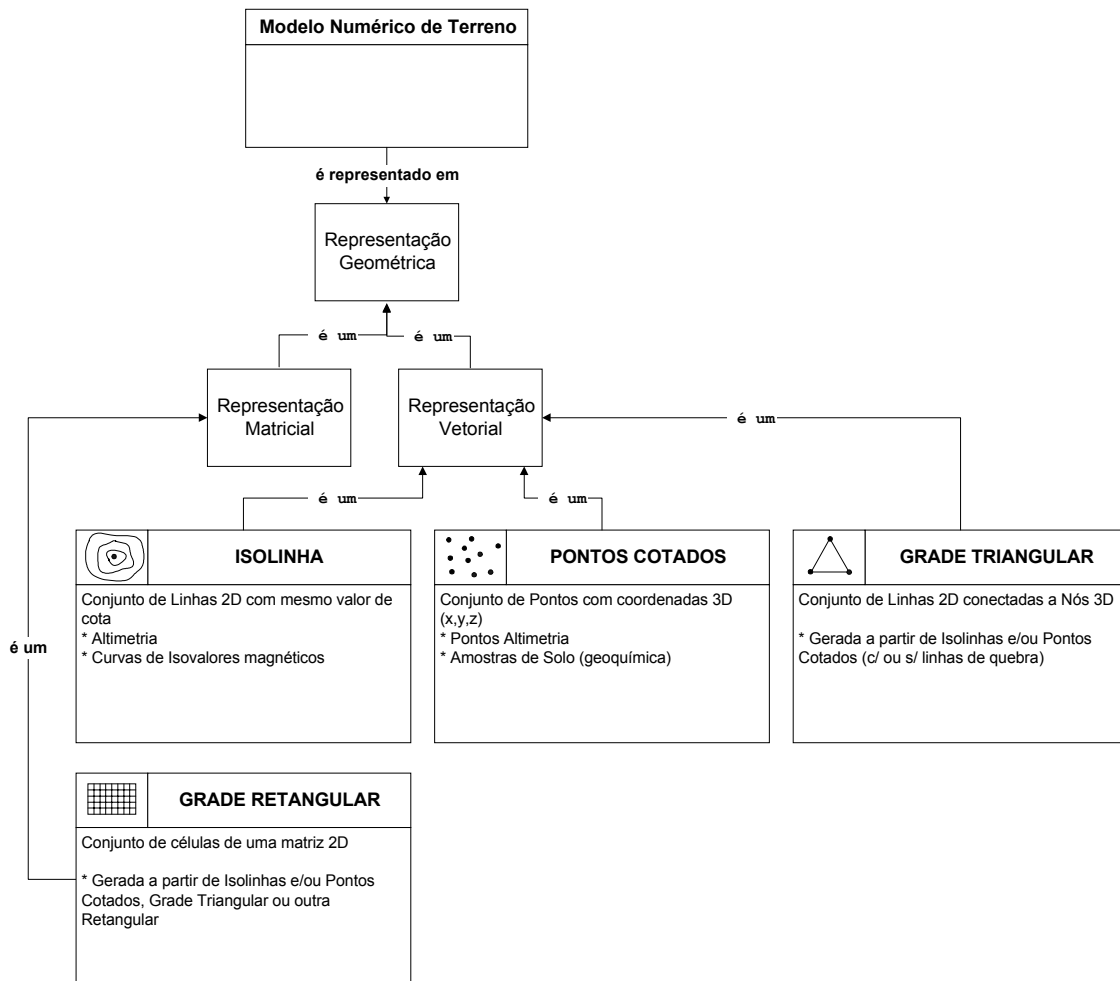 Modelo Numérico de Terreno
é representado em
Representação
Geométrica
é um
é um
Representação
Matricial
Representação
Vetorial
é um
é um
é um
ISOLINHA
Conjunto de Linhas 2D com mesmo valor de
cota
* Altimetria
* Curvas de Isovalores magnéticos
PONTOS COTADOS
Conjunto de Pontos com coordenadas 3D
(x,y,z)
* Pontos Altimetria
* Amostras de Solo (geoquímica)
GRADE TRIANGULAR
Conjunto de Linhas 2D conectadas a Nós 3D
* Gerada a partir de Isolinhas e/ou Pontos
Cotados (c/ ou s/ linhas de quebra)
é um
GRADE RETANGULAR
Conjunto de células de uma matriz 2D
* Gerada a partir de Isolinhas e/ou Pontos
Cotados, Grade Triangular ou outra
Retangular